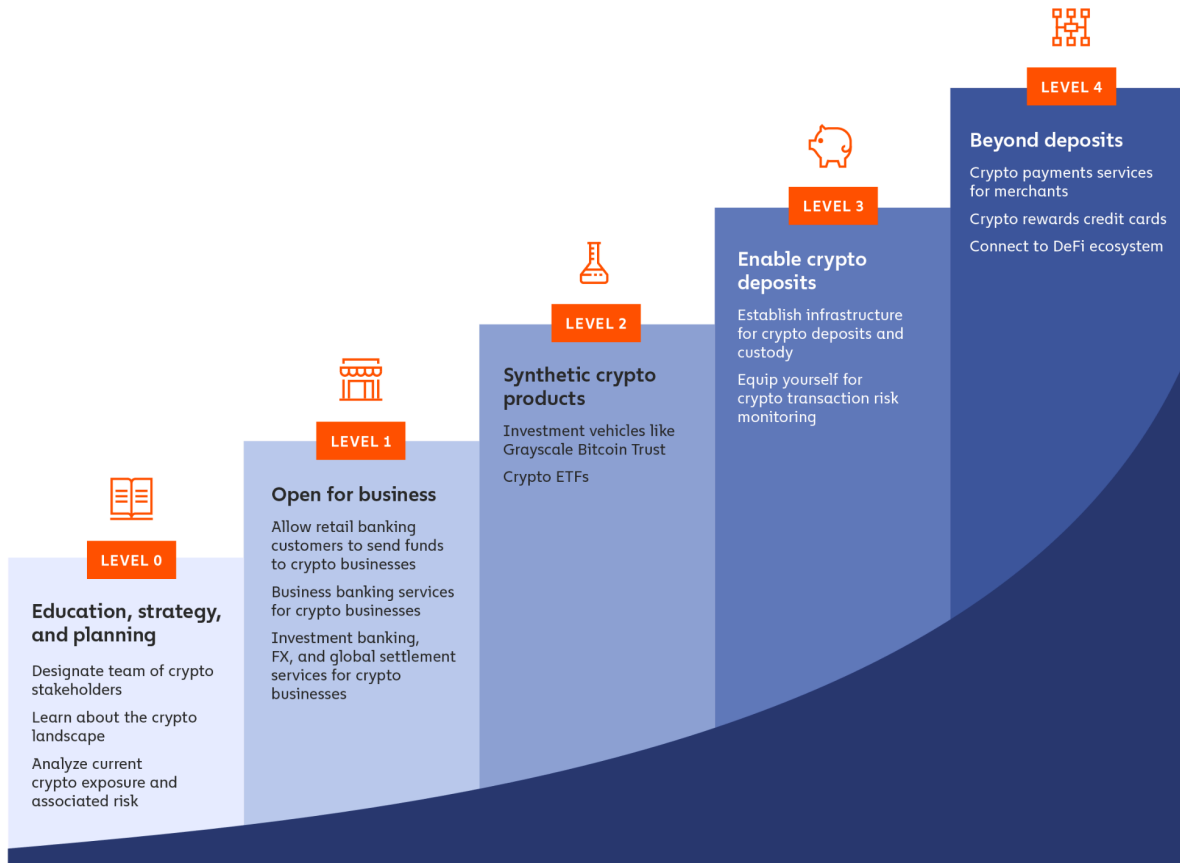 LEVEL 0
Education, strategy,
and planning
Designate team of crypto
stakeholders
Learn about the crypto
landscape
Analyze current
crypto exposure and
associated risk
LEVEL 1
Open for business
Allow retail banking
customers to send funds
to crypto businesses
Business banking services
for crypto businesses
Investment banking,
FX, and global settlement
services for crypto
businesses
LEVEL 2
Synthetic crypto
products
Investment vehicles like
Grayscale Bitcoin Trust
Crypto ETFs
LEVEL 3
Enable crypto
deposits
Establish infrastructure
for crypto deposits and
custody
Equip yourself for
crypto transaction risk
monitoring
LEVEL 4
Beyond deposits
Crypto payments services
for merchants
Crypto rewards credit cards
Connect to DeFi ecosystem